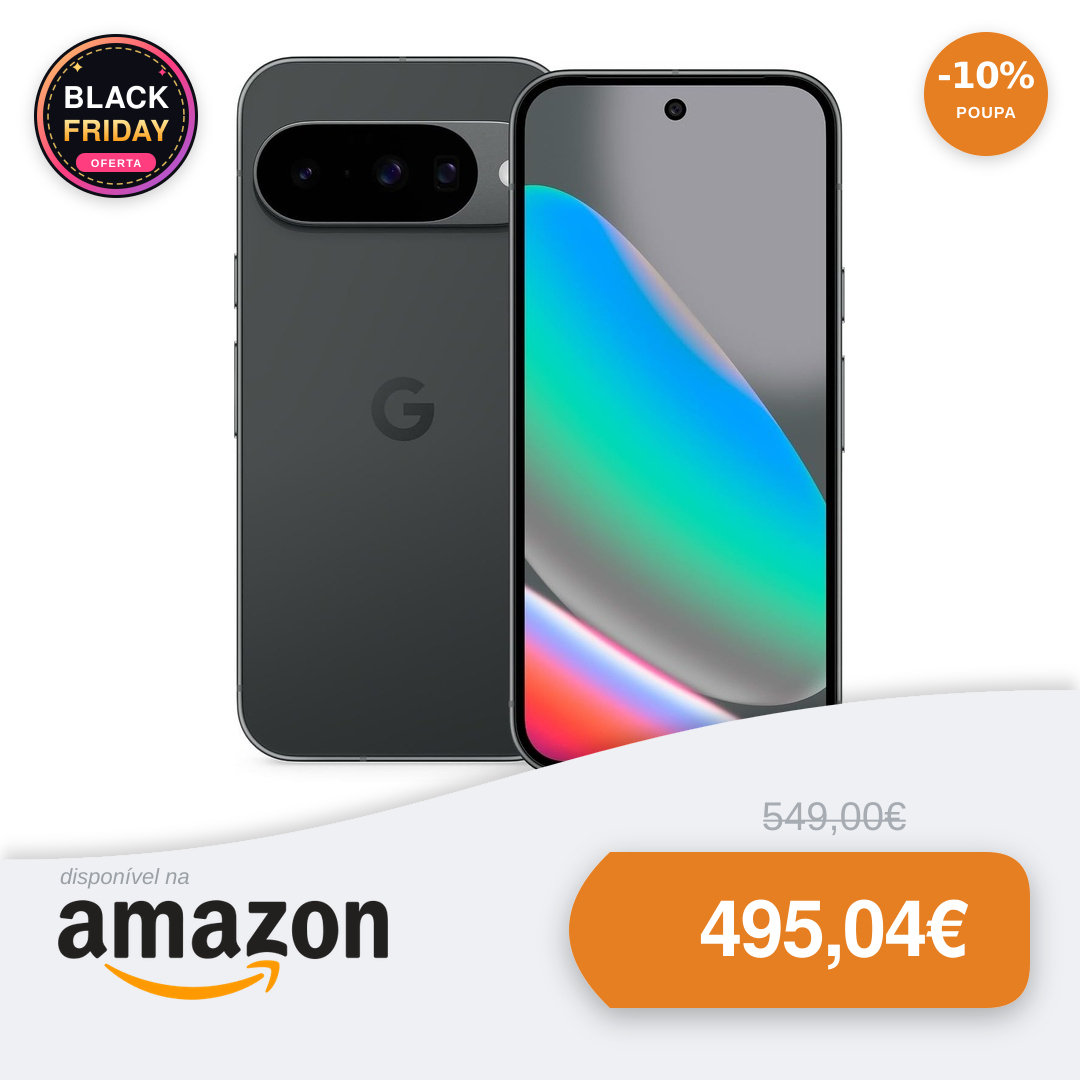 BLACK
FRIDAY
OFERTA
-10%
POUPA
549,00€
disponível na
amazon
495,04€